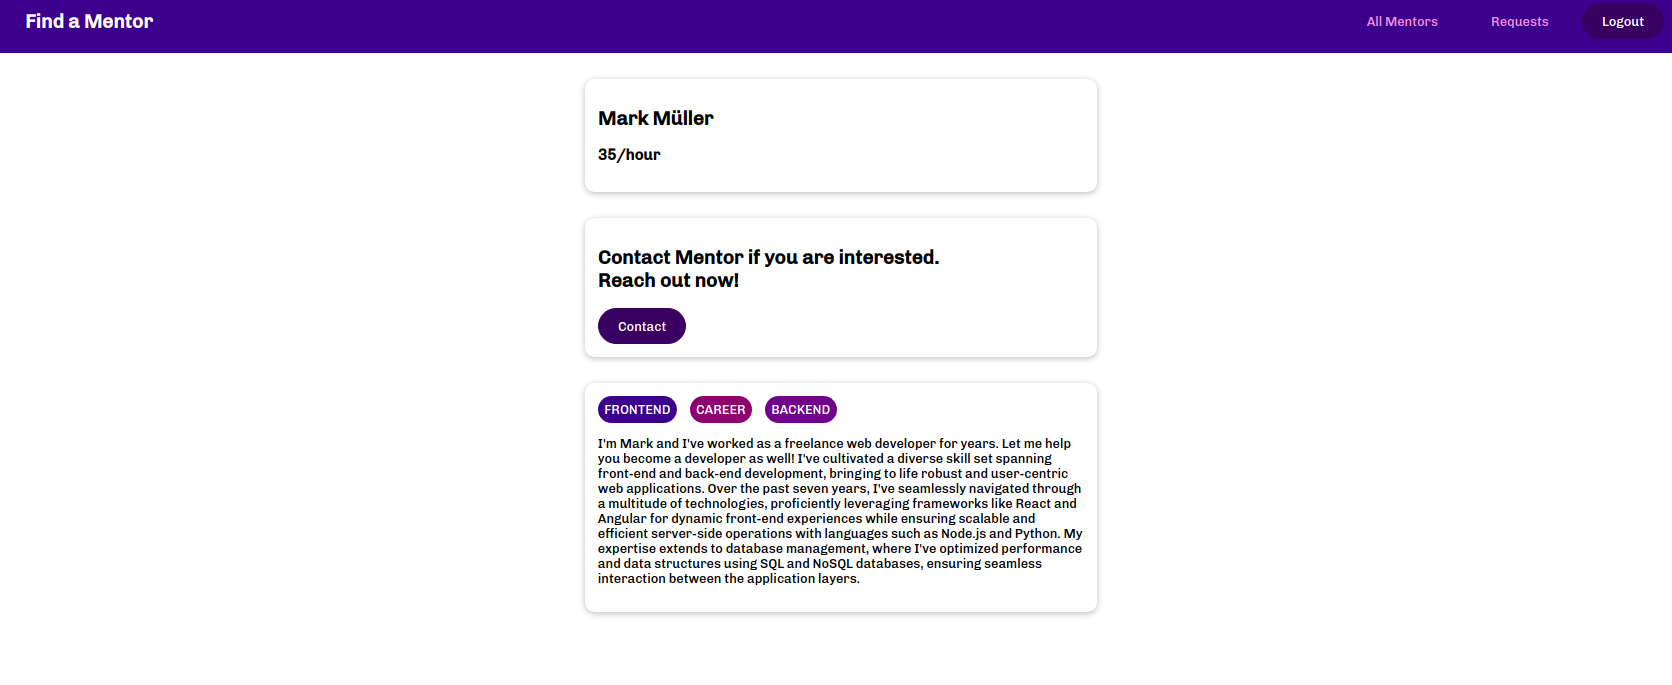 Find a Mentor
All Mentors
Requests
Logout
Mark Müller
35/hour
Contact Mentor if you are interested.
Reach out now!
Contact
FRONTEND
CAREER
BACKEND
I'm Mark and I've worked as a freelance web developer for years. Let me help
you become a developer as well! I've cultivated a diverse skill set spanning
front-end and back-end development, bringing to life robust and user-centric
web applications. Over the past seven years, I've seamlessly navigated through
a multitude of technologies, proficiently leveraging frameworks like React and
Angular for dynamic front-end experiences while ensuring scalable and
efficient server-side operations with languages such as Node.js and Python. My
expertise extends to database management, where I've optimized performance
and data structures using SQL and NoSQL databases, ensuring seamless
interaction between the application layers.